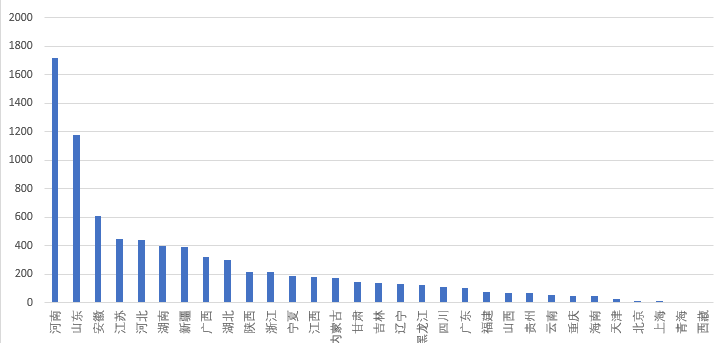 2000
1800
1600
1400
1200
1000
800
600
400
200
0
河南
山东
安徽
江苏
河北
湖南
新疆
广西
湖北
陕西
浙江
宁夏
江西
内蒙古
甘肃
吉林
辽宁
黑龙江
四川
广东
福建
山西
贵州
云南
重庆
海南
天津
北京
上海
青海
西藏